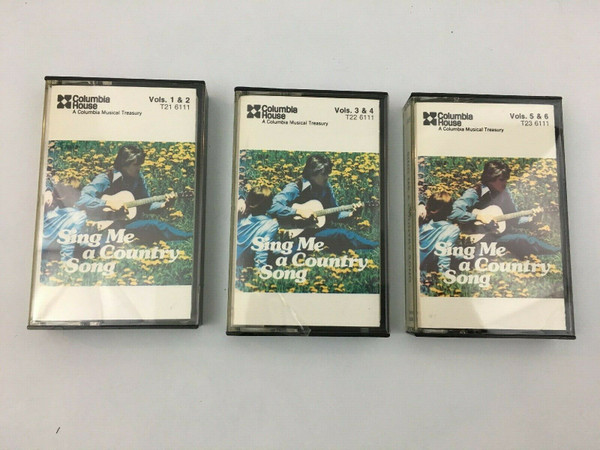 Columbia
House
Vols. 1 & 2
T21 6111
A Columbia Musical Treasury
Sing Me
a Country
Song
Columbia
House
Vols. 3 & 4
T22 6111
A Columbia Musical Treasury
Sing Me
a Country
Song
Columbia
House
Vols. 5 & 6
T23 6111
A Columbia Musical Treasury
Sing Me
a Country
Song